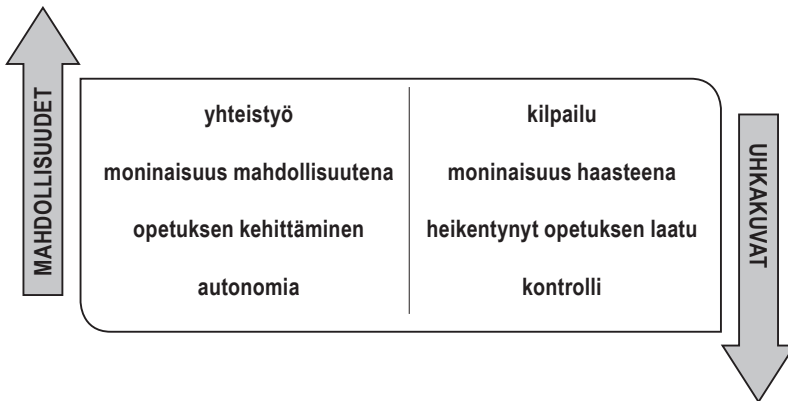 MAHDOLLISUUDET
yhteistyö
kilpailu
moninaisuus mahdollisuutena
moninaisuus haasteena
opetuksen kehittäminen
heikentynyt opetuksen laatu
autonomia
kontrolli
UHKAKUVAT